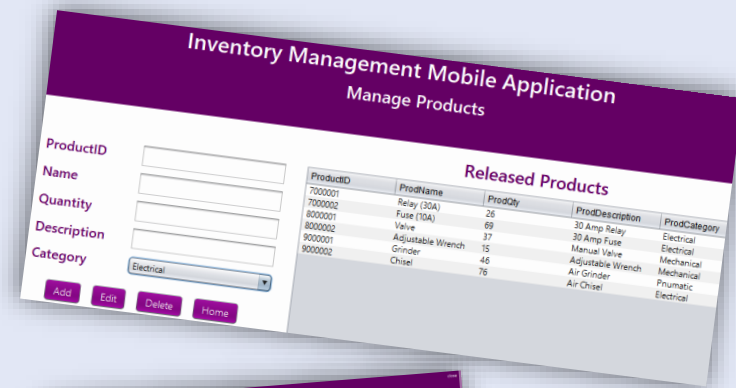 Inventory Management Mobile Application
Manage Products
ProductID
Name
Quantity
Description
Category
Electrical
Add Edit Delete Home
Released Products
ProductID ProdName ProdQty ProdDescription ProdCategory
7000001 Relay (30A) 26 30 Amp Relay Electrical
7000002 Fuse (10A) 69 30 Amp Fuse Electrical
8000001 Valve 37 Manual Valve Mechanical
8000002 Adjustable Wrench 15 Adjustable Wrench Mechanical
9000001 Grinder 46 Air Grinder Pnumatic
9000002 Chisel 76 Air Chisel Electrical